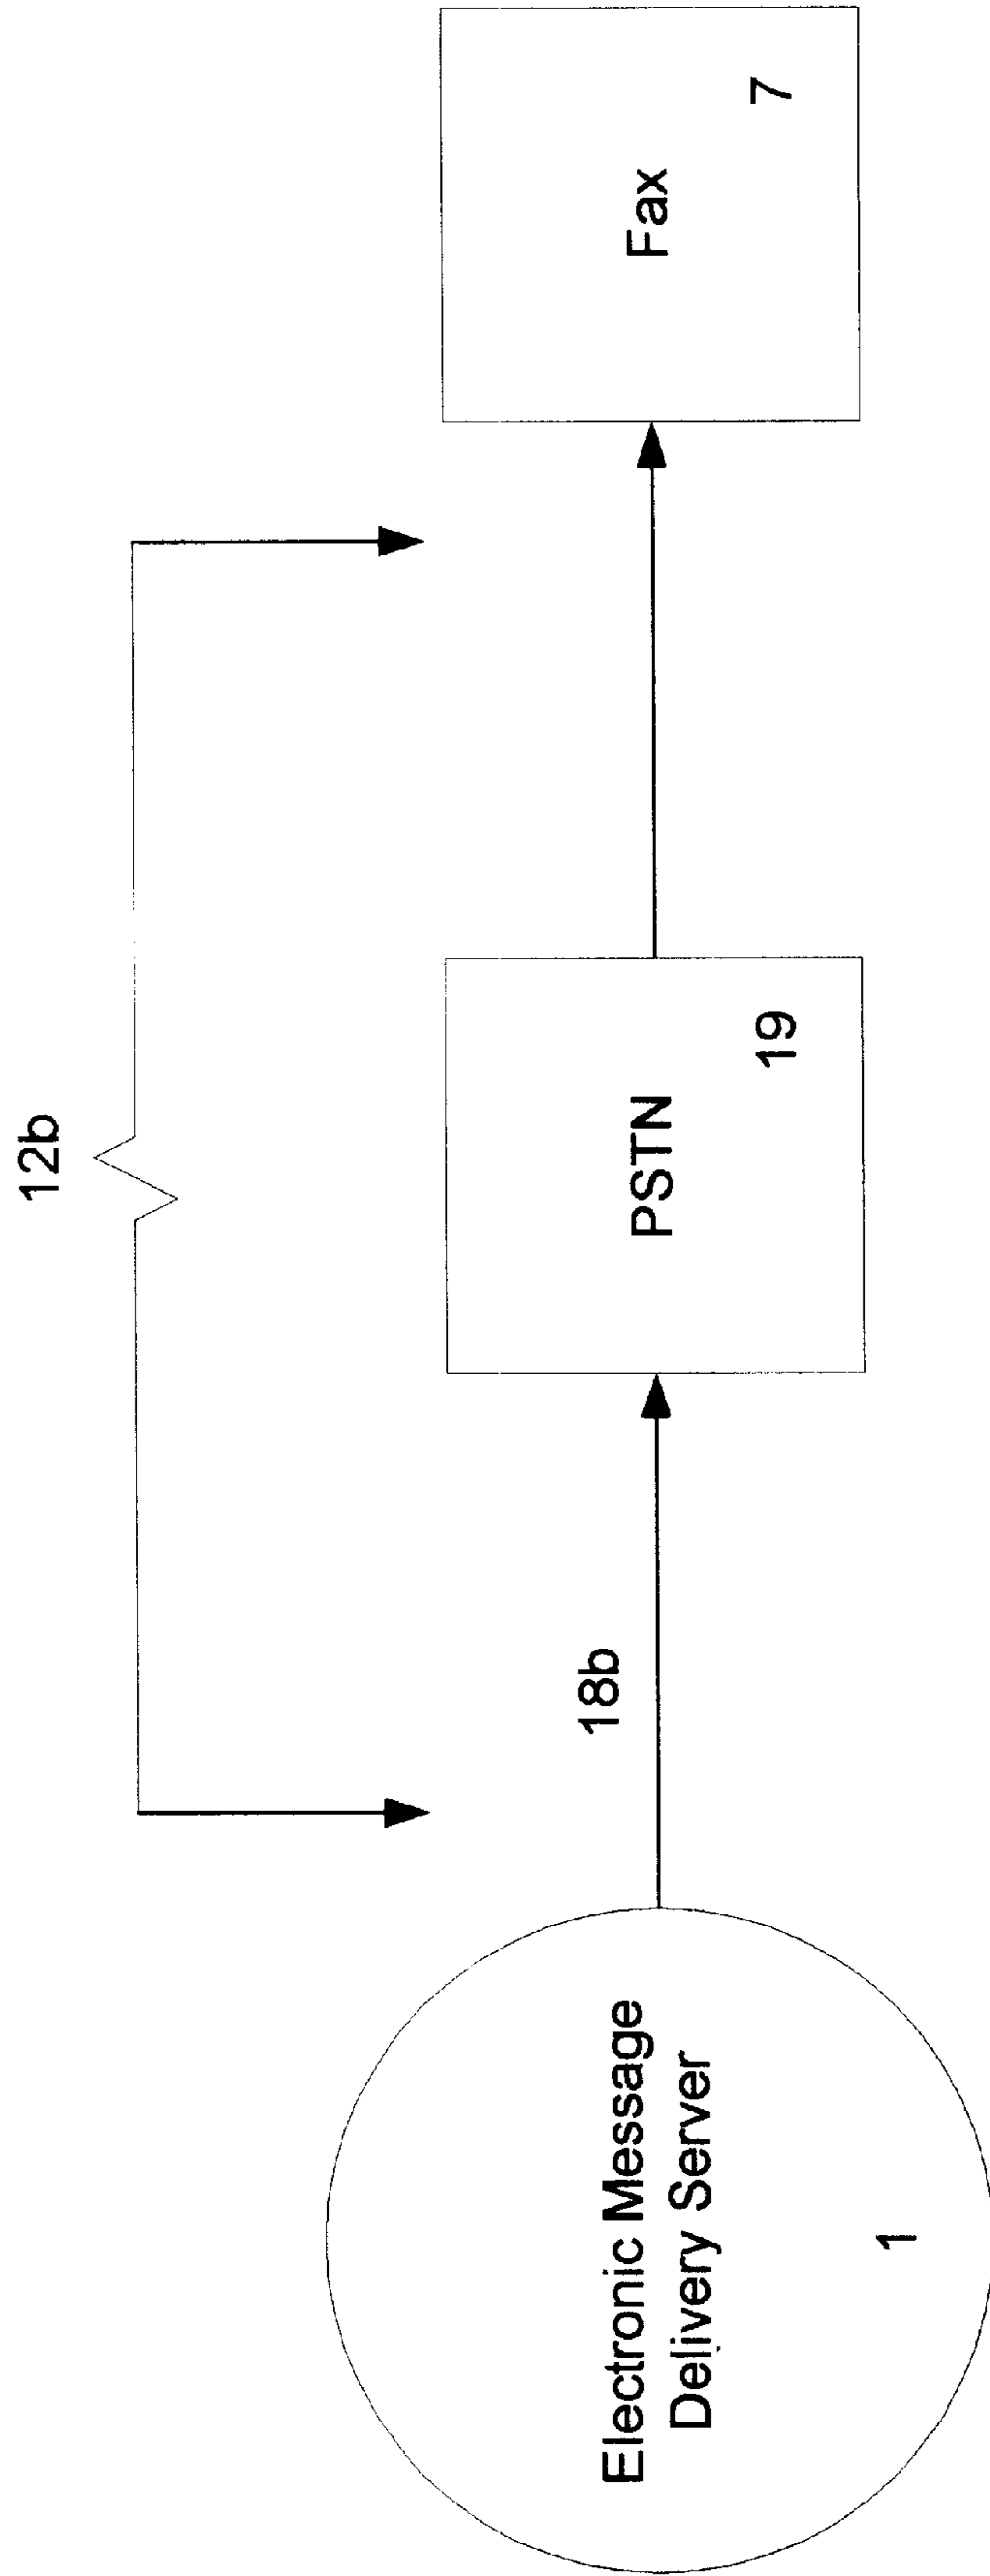 12b
Electronic Message
Delivery Server
1
18b
PSTN
19
Fax
7